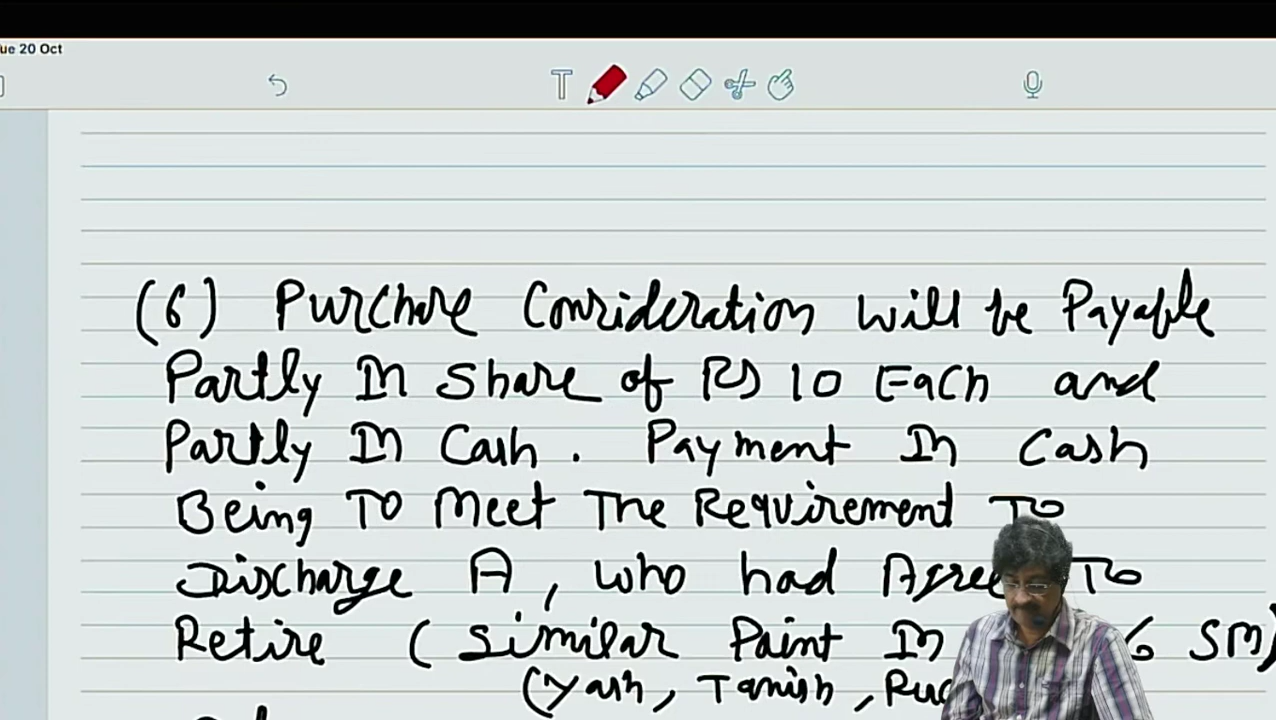 ue 20 Oct
T
(6) Purchase Consideration will be Payable
Partly In Share of RS 10 Each and
Partly In Cash. Payment In Cash
Being To Meet The Requirement To
Discharge A, who had Agree To
Retire ( Similar Point In 6 SM)
(Yash, Tanish,